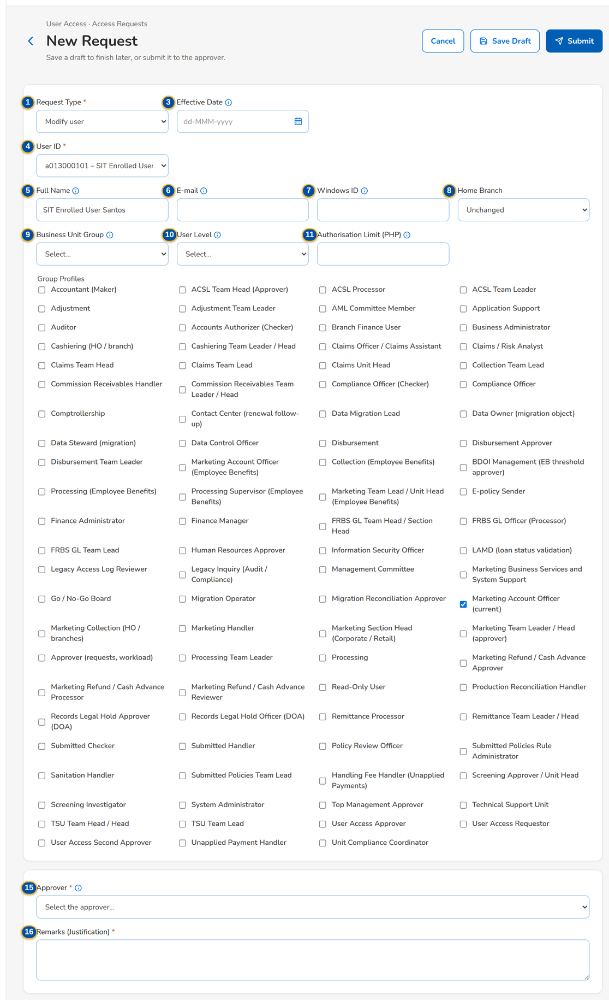 User Access · Access Requests
New Request
Save a draft to finish later, or submit it to the approver.
Cancel
Save Draft
Submit
1 Request Type *
3 Effective Date
Modify user
dd-MMM-yyyy
4 User ID *
a013000101 – SIT Enrolled User
5 Full Name
6 E-mail
7 Windows ID
8 Home Branch
SIT Enrolled User Santos
Unchanged
9 Business Unit Group
10 User Level
11 Authorisation Limit (PHP)
Select...
Select...
Group Profiles
Accountant (Maker)
ACSL Team Head (Approver)
ACSL Processor
ACSL Team Leader
Adjustment
Adjustment Team Leader
AML Committee Member
Application Support
Auditor
Accounts Authorizer (Checker)
Branch Finance User
Business Administrator
Cashiering (HO / branch)
Cashiering Team Leader / Head
Claims Officer / Claims Assistant
Claims / Risk Analyst
Claims Team Head
Claims Team Lead
Claims Unit Head
Collection Team Lead
Commission Receivables Handler
Commission Receivables Team
Leader / Head
Compliance Officer (Checker)
Compliance Officer
Comptrollership
Contact Center (renewal follow-
up)
Data Migration Lead
Data Owner (migration object)
Data Steward (migration)
Data Control Officer
Disbursement
Disbursement Approver
Disbursement Team Leader
Marketing Account Officer
(Employee Benefits)
Collection (Employee Benefits)
BDOI Management (EB threshold
approver)
Processing (Employee Benefits)
Processing Supervisor (Employee
Benefits)
Marketing Team Lead / Unit Head
(Employee Benefits)
E-policy Sender
Finance Administrator
Finance Manager
FRBS GL Team Head / Section
Head
FRBS GL Officer (Processor)
FRBS GL Team Lead
Human Resources Approver
Information Security Officer
LAMD (loan status validation)
Legacy Access Log Reviewer
Legacy Inquiry (Audit /
Compliance)
Management Committee
Marketing Business Services and
System Support
Go / No-Go Board
Migration Operator
Migration Reconciliation Approver
Marketing Account Officer
(current)
Marketing Collection (HO /
branches)
Marketing Handler
Marketing Section Head
(Corporate / Retail)
Marketing Team Leader / Head
(approver)
Approver (requests, workload)
Processing Team Leader
Processing
Marketing Refund / Cash Advance
Approver
Marketing Refund / Cash Advance
Processor
Marketing Refund / Cash Advance
Reviewer
Read-Only User
Production Reconciliation Handler
Records Legal Hold Approver
(DOA)
Records Legal Hold Officer (DOA)
Remittance Processor
Remittance Team Leader / Head
Submitted Checker
Submitted Handler
Policy Review Officer
Submitted Policies Rule
Administrator
Sanitation Handler
Submitted Policies Team Lead
Handling Fee Handler (Unapplied
Payments)
Screening Approver / Unit Head
Screening Investigator
System Administrator
Top Management Approver
Technical Support Unit
TSU Team Head / Head
TSU Team Lead
User Access Approver
User Access Requestor
User Access Second Approver
Unapplied Payment Handler
Unit Compliance Coordinator
15 Approver *
Select the approver...
16 Remarks (Justification) *